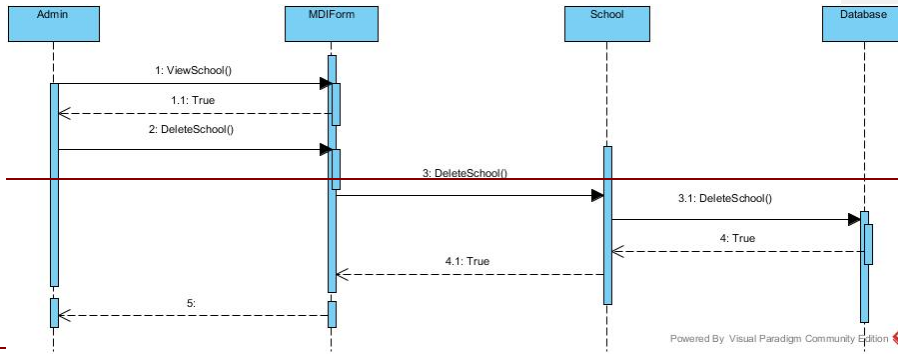 Admin
MDIForm
School
Database
1: ViewSchool()
1.1: True
2: DeleteSchool()
3: DeleteSchool()
3.1: DeleteSchool()
4: True
4.1: True
5:
Powered By Visual Paradigm Community Edition